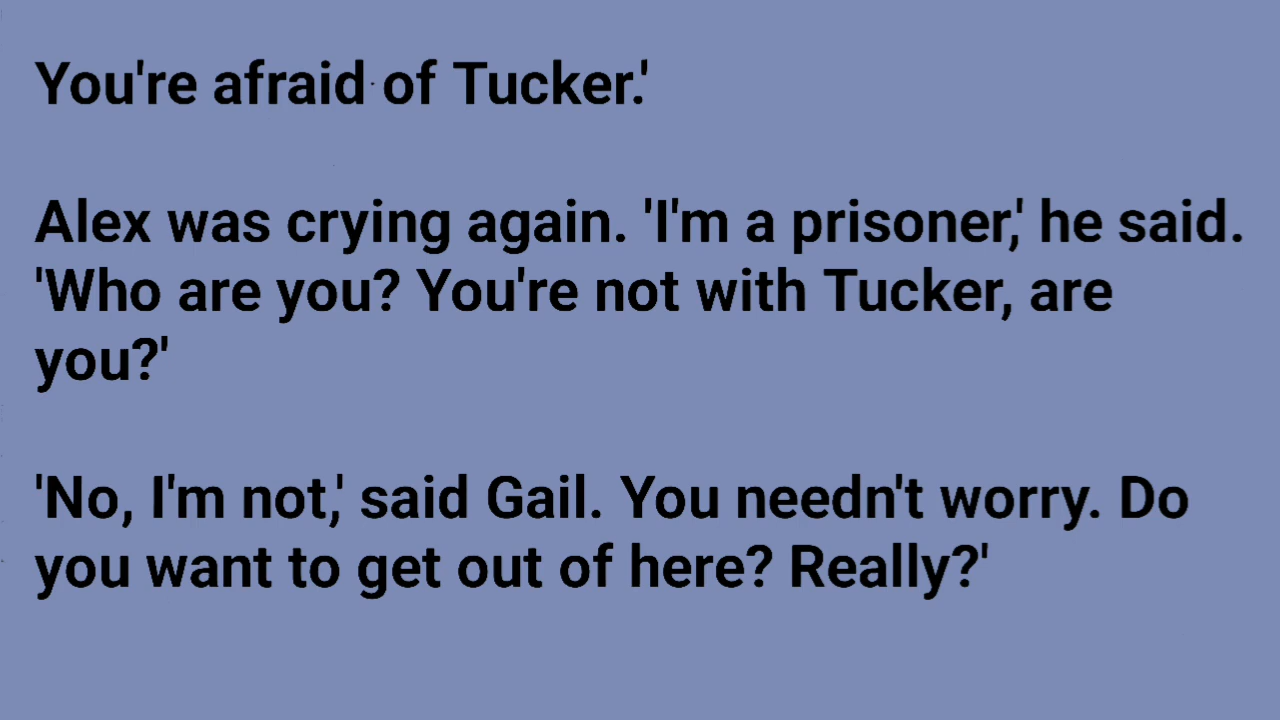 You're afraid of Tucker.'
Alex was crying again. 'I'm a prisoner,' he said.
'Who are you? You're not with Tucker, are
you?'
'No, I'm not,' said Gail. You needn't worry. Do
you want to get out of here? Really?'